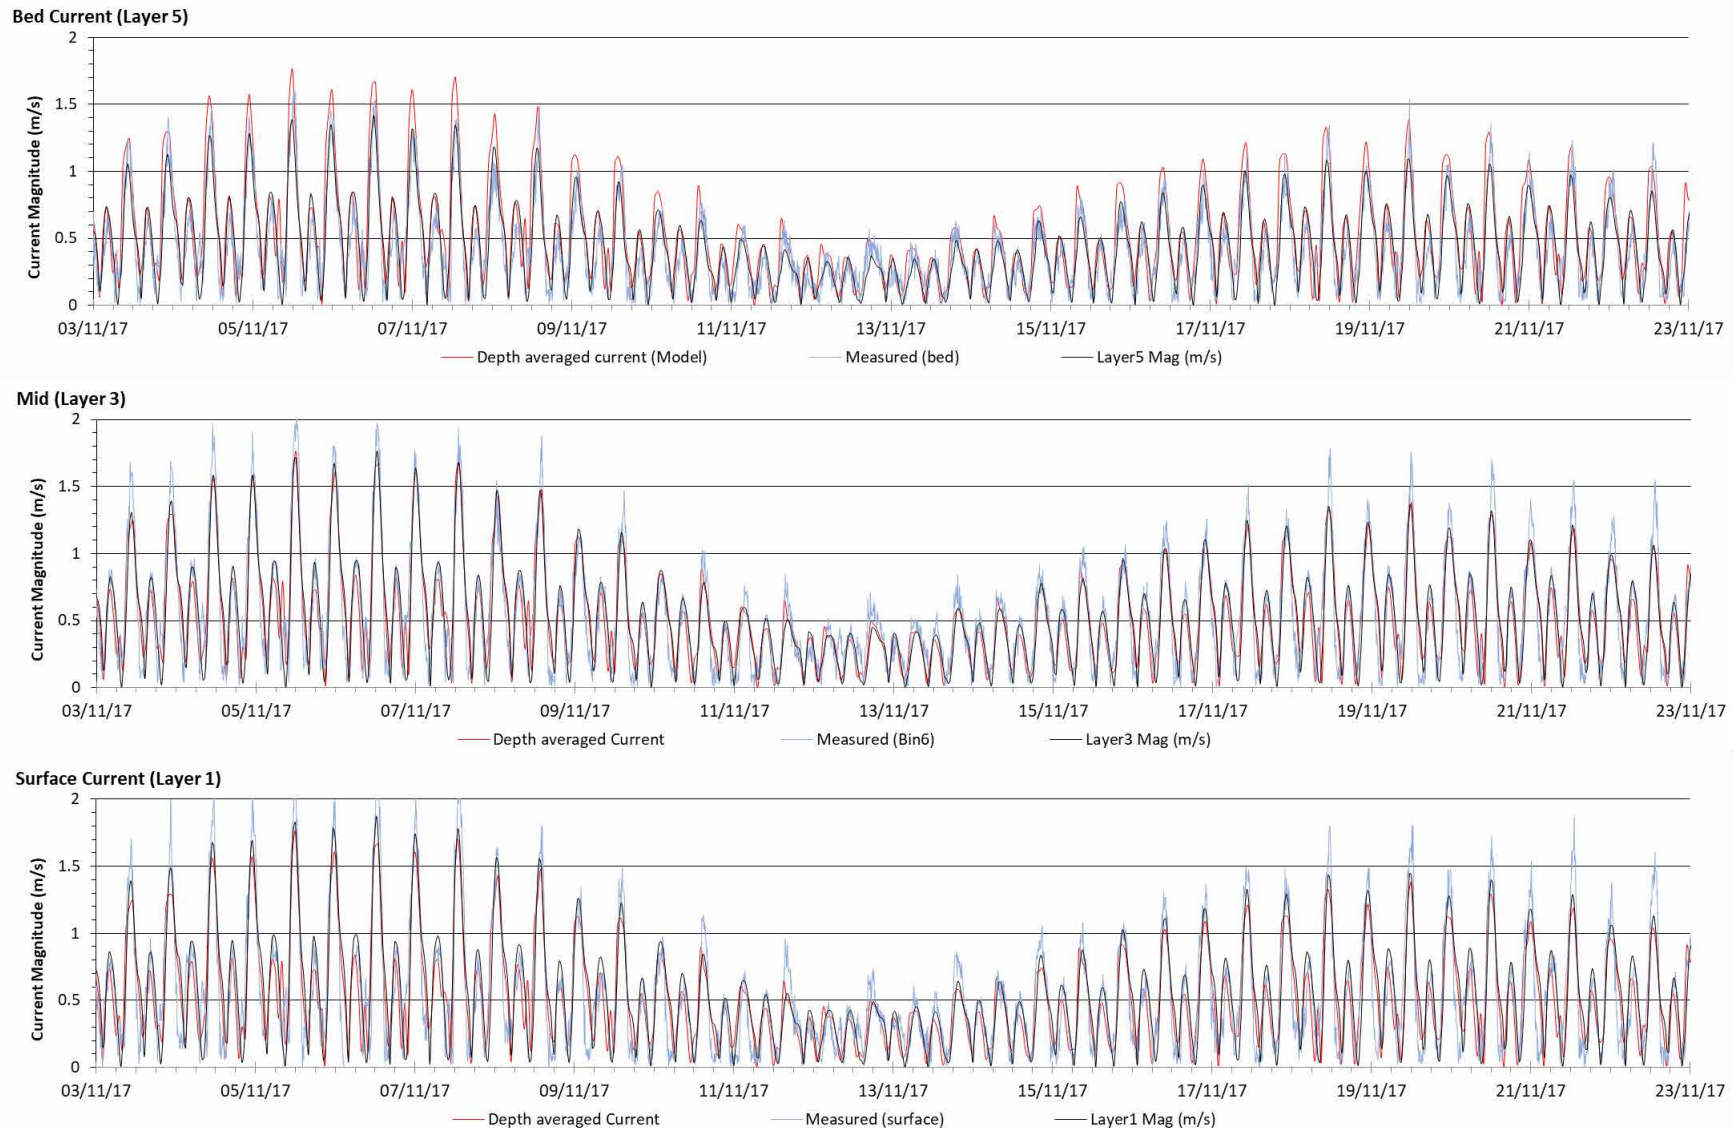 Bed Current (Layer 5)
Current Magnitude (m/s)
2
1.5
1
0.5
0
03/11/17 05/11/17 07/11/17 09/11/17 11/11/17 13/11/17 15/11/17 17/11/17 19/11/17 21/11/17 23/11/17
Depth averaged current (Model) Measured (bed) Layer5 Mag (m/s)
Mid (Layer 3)
Current Magnitude (m/s)
2
1.5
1
0.5
0
03/11/17 05/11/17 07/11/17 09/11/17 11/11/17 13/11/17 15/11/17 17/11/17 19/11/17 21/11/17 23/11/17
Depth averaged Current Measured (Bin6) Layer3 Mag (m/s)
Surface Current (Layer 1)
Current Magnitude (m/s)
2
1.5
1
0.5
0
03/11/17 05/11/17 07/11/17 09/11/17 11/11/17 13/11/17 15/11/17 17/11/17 19/11/17 21/11/17 23/11/17
Depth averaged Current Measured (surface) Layer1 Mag (m/s)